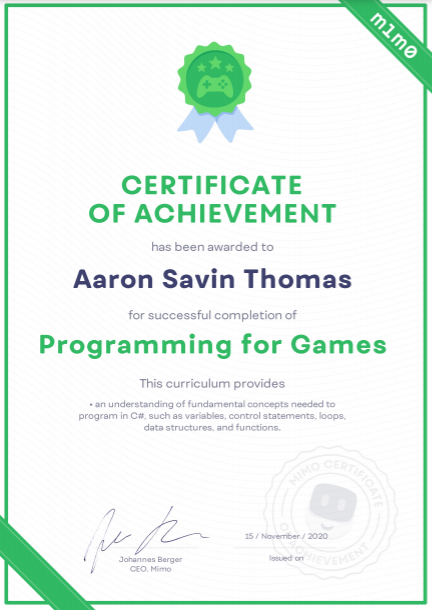 m1m0
CERTIFICATE
OF ACHIEVEMENT
has been awarded to
Aaron Savin Thomas
for successful completion of
Programming for Games
This curriculum provides
• an understanding of fundamental concepts needed to
program in C#, such as variables, control statements, loops,
data structures, and functions.
MIMO CERTIFICATE
OF ACHIEVEMENT
15 / November / 2020
Johannes Berger
Issued on
CEO, Mimo